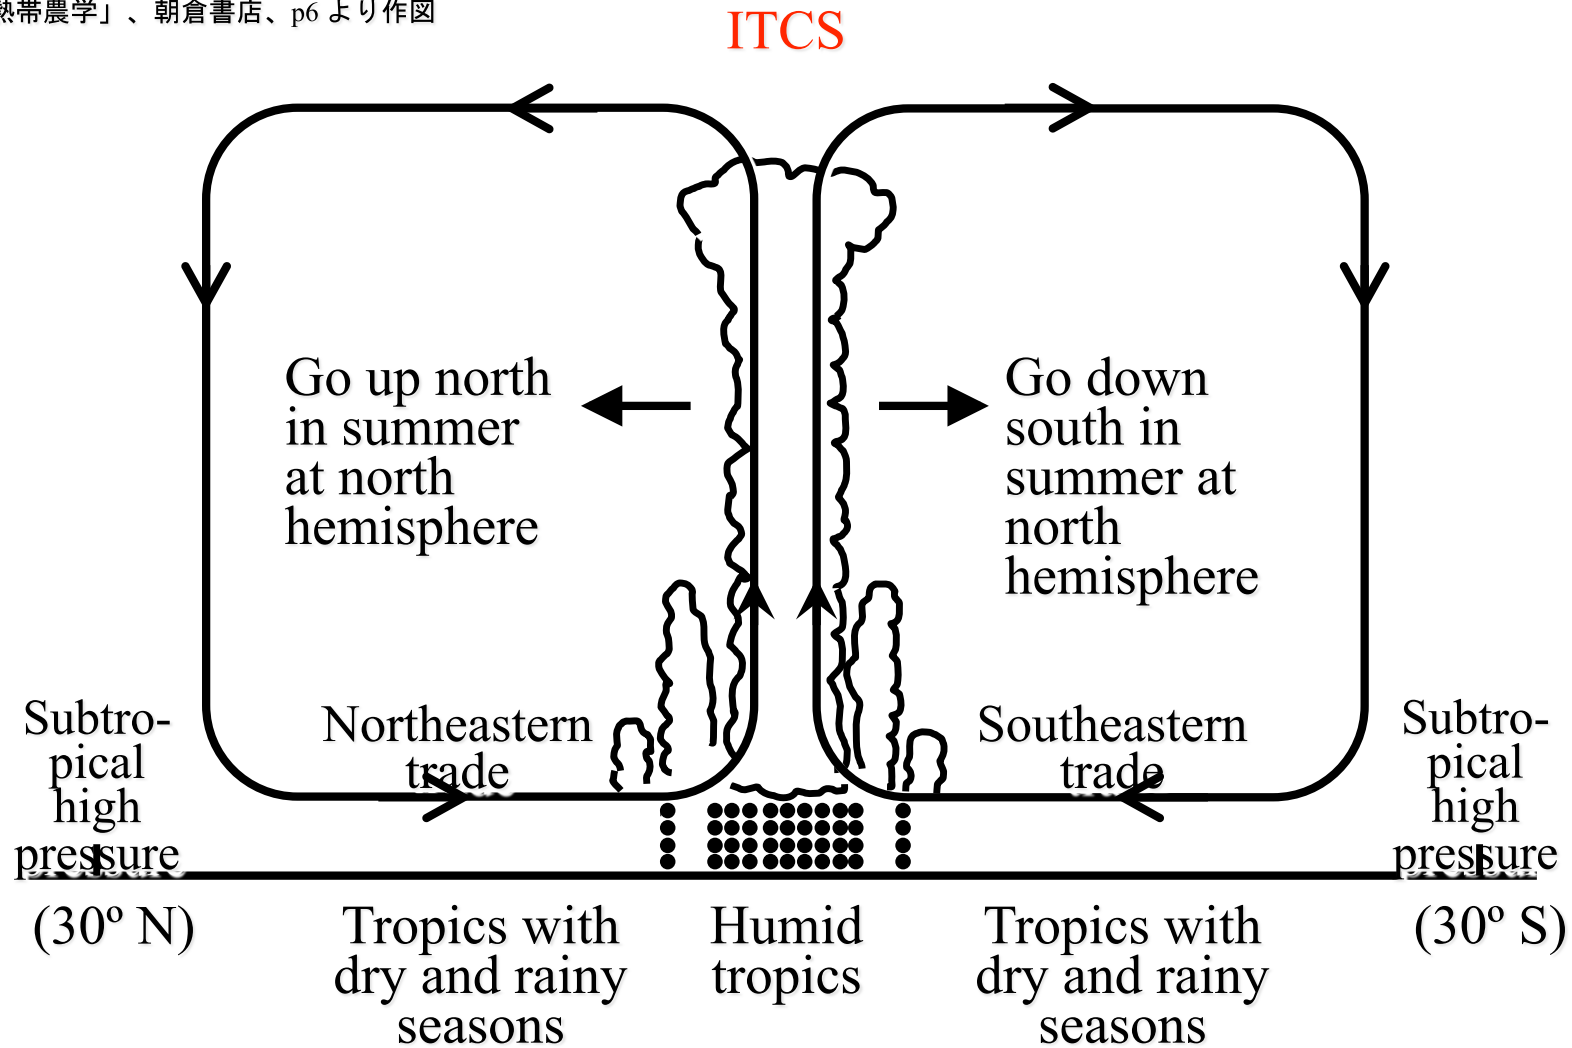 熱帯農学」、朝倉書店、p6 より作図
ITCS
Go up north
in summer
at north
hemisphere
Go down
south in
summer at
north
hemisphere
Subtro-
pical
high
pressure
Northeastern
trade
Southeastern
trade
Subtro-
pical
high
pressure
(30º N)
Tropics with
dry and rainy
seasons
Humid
tropics
Tropics with
dry and rainy
seasons
(30º S)